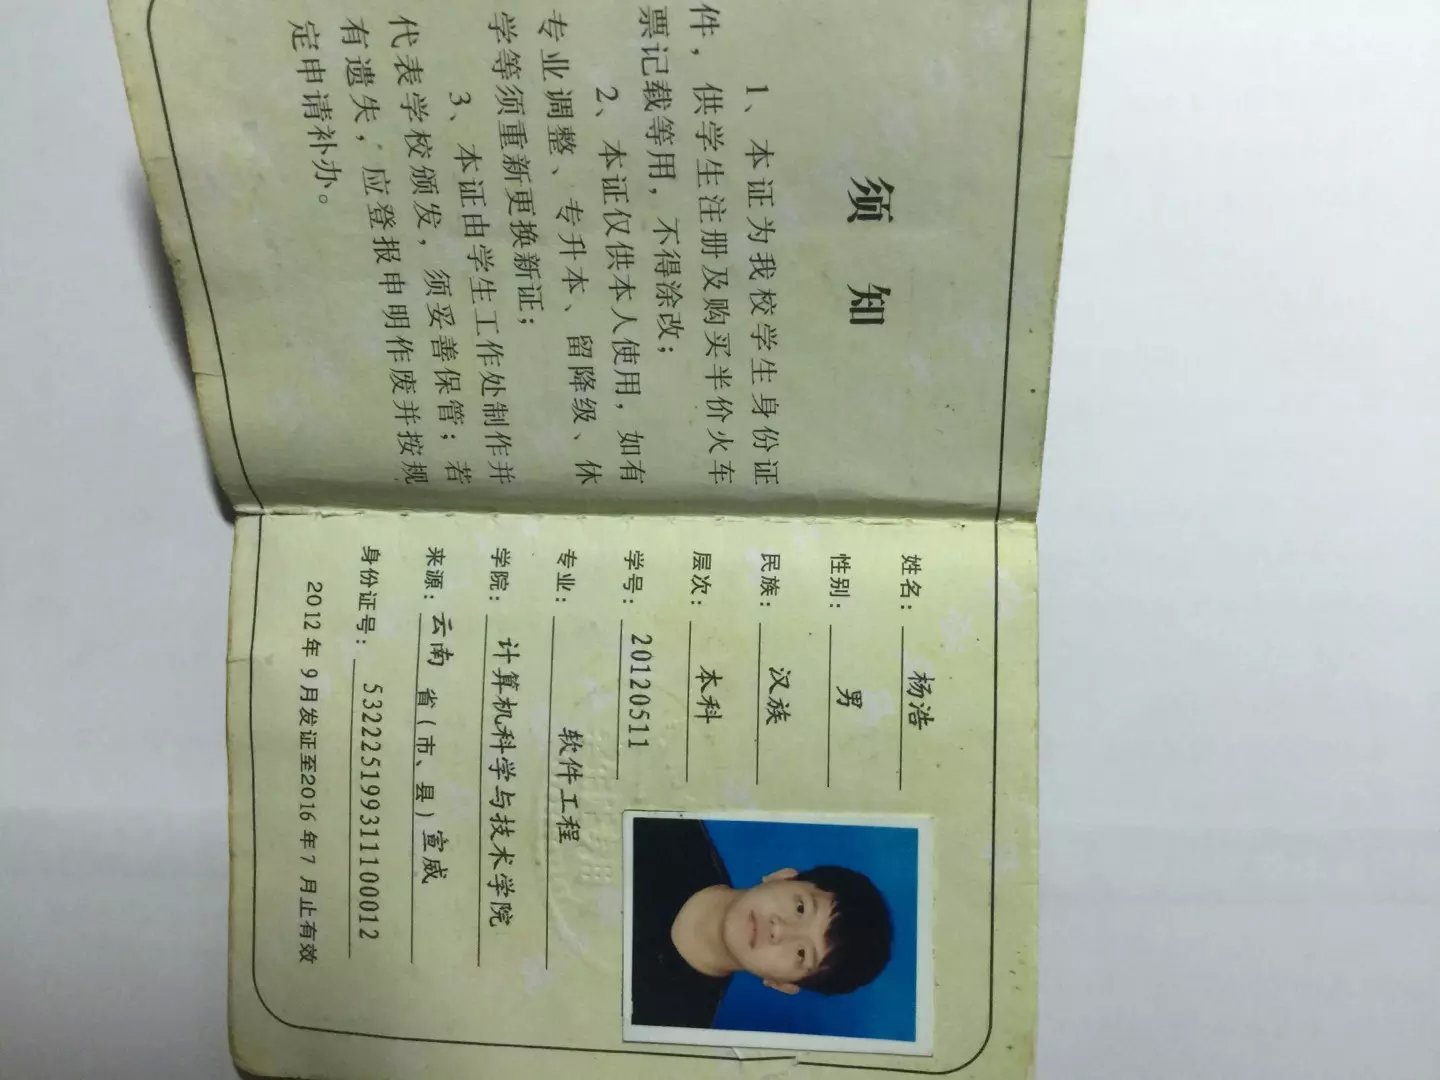 须 知
1、本证为我校学生身份证
件，供学生注册及购买半价火车
票记载等用，不得涂改；
2、本证仅供本人使用，如有
专业调整、专升本、留降级、休
学等须重新更换新证；
3、本证由学生工作处制作并
代表学校颁发，须妥善保管；若
有遗失，应登报申明作废并按规
定申请补办。
姓名：杨浩
性别：男
民族：汉族
层次：本科
学号：20120511
专业：软件工程
学院：计算机科学与技术学院
来源：云南 省（市、县）宣威
身份证号：532225199311100012
2012年9月发证至2016年7月止有效